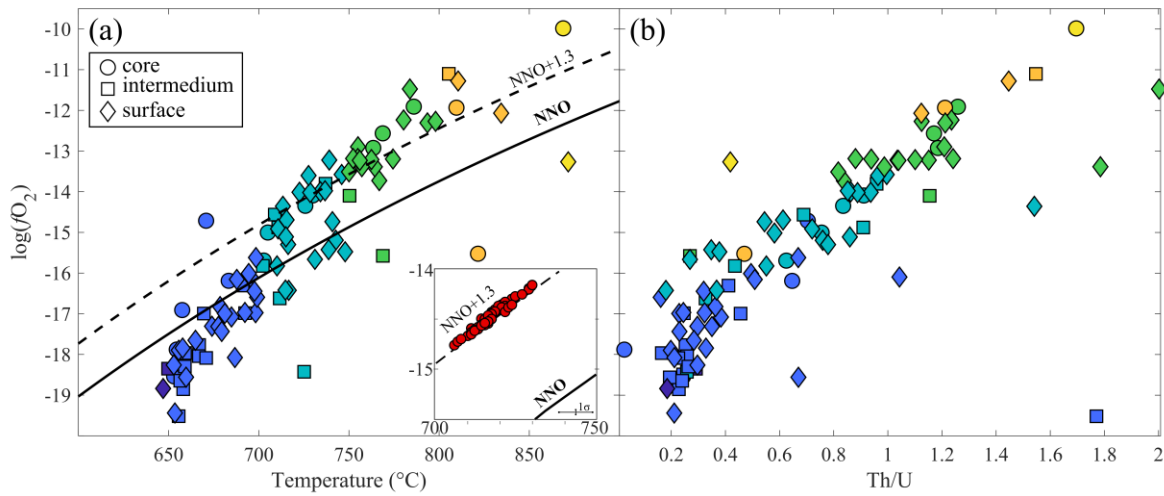 (a)
(b)
core
intermedium
surface
NNO+1.3
NNO
log(fO₂)
-10
-11
-12
-13
-14
-15
-16
-17
-18
-19
650
700
750
800
850
Temperature (°C)
-14
-15
NNO+1.3
NNO
1σ
700
750
0.2
0.4
0.6
0.8
1
1.2
1.4
1.6
1.8
2
Th/U